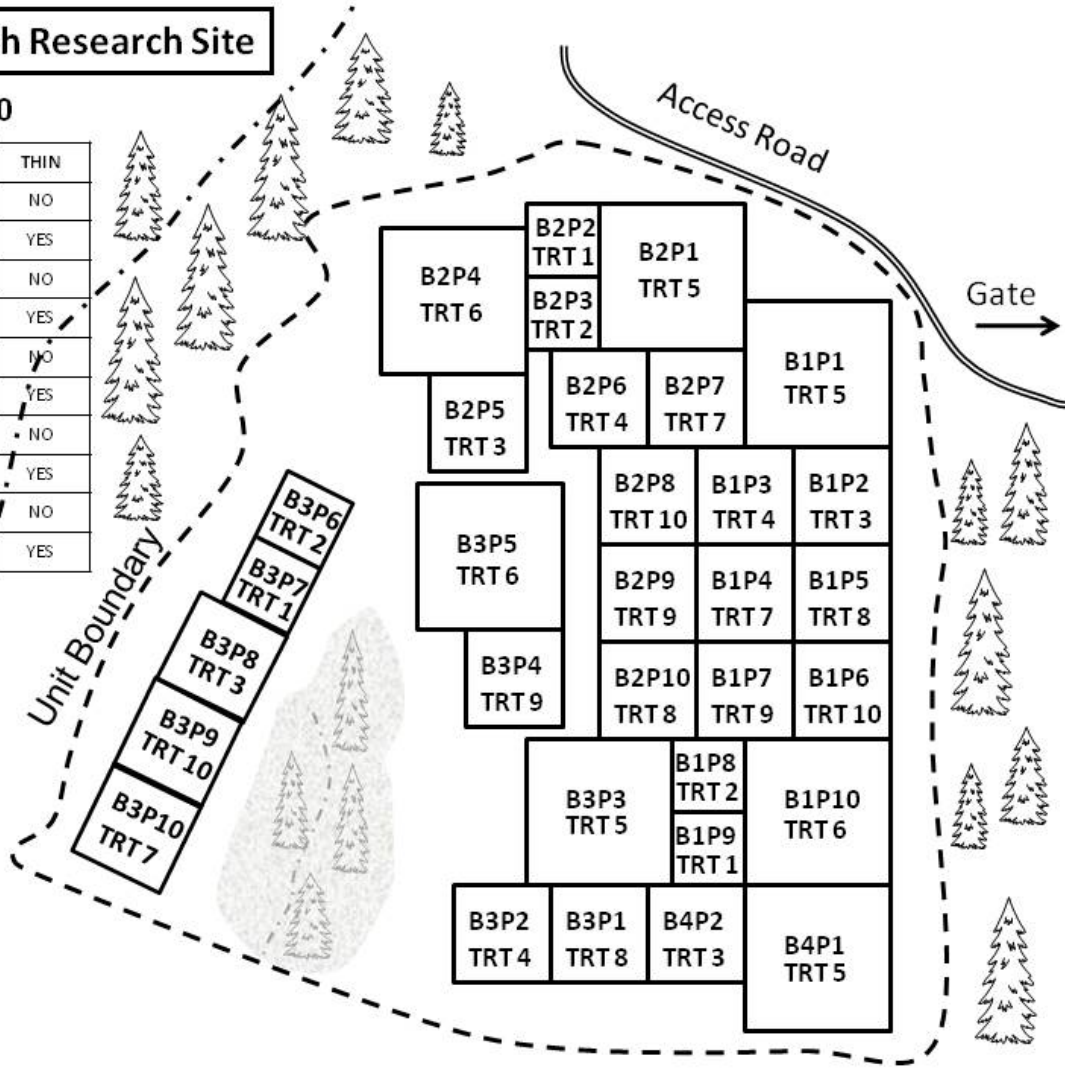 h Research Site
0
THIN
NO
YES
NO
YES
NO
YES
NO
YES
NO
YES
Access Road
Gate
Unit Boundary
B2P4
TRT 6
B2P2
TRT 1
B2P3
TRT 2
B2P1
TRT 5
B1P1
TRT 5
B2P5
TRT 3
B2P6
TRT 4
B2P7
TRT 7
B2P8
TRT 10
B1P3
TRT 4
B1P2
TRT 3
B3P5
TRT 6
B2P9
TRT 9
B1P4
TRT 7
B1P5
TRT 8
B3P4
TRT 9
B2P10
TRT 8
B1P7
TRT 9
B1P6
TRT 10
B3P6
TRT 2
B3P7
TRT 1
B3P8
TRT 3
B3P9
TRT 10
B3P10
TRT 7
B3P3
TRT 5
B1P8
TRT 2
B1P9
TRT 1
B1P10
TRT 6
B3P2
TRT 4
B3P1
TRT 8
B4P2
TRT 3
B4P1
TRT 5